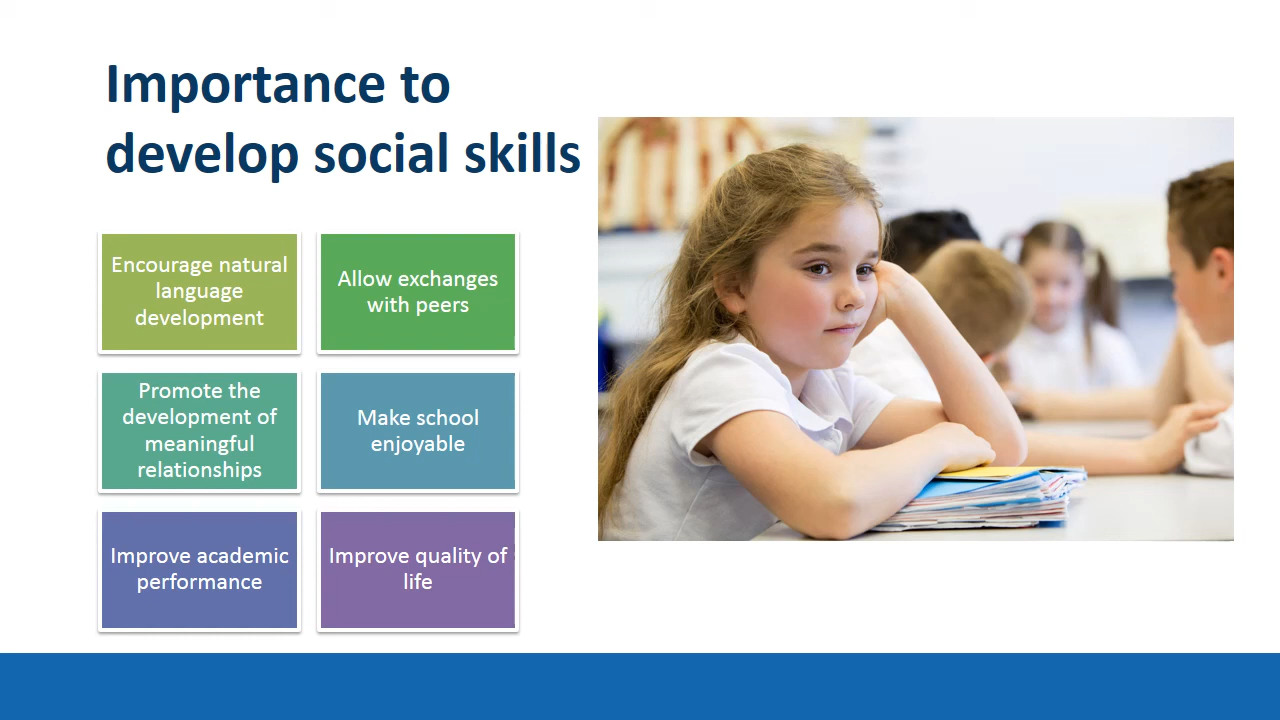 Importance to
develop social skills
Encourage natural
language
development
Allow exchanges
with peers
Promote the
development of
meaningful
relationships
Make school
enjoyable
Improve academic
performance
Improve quality of
life